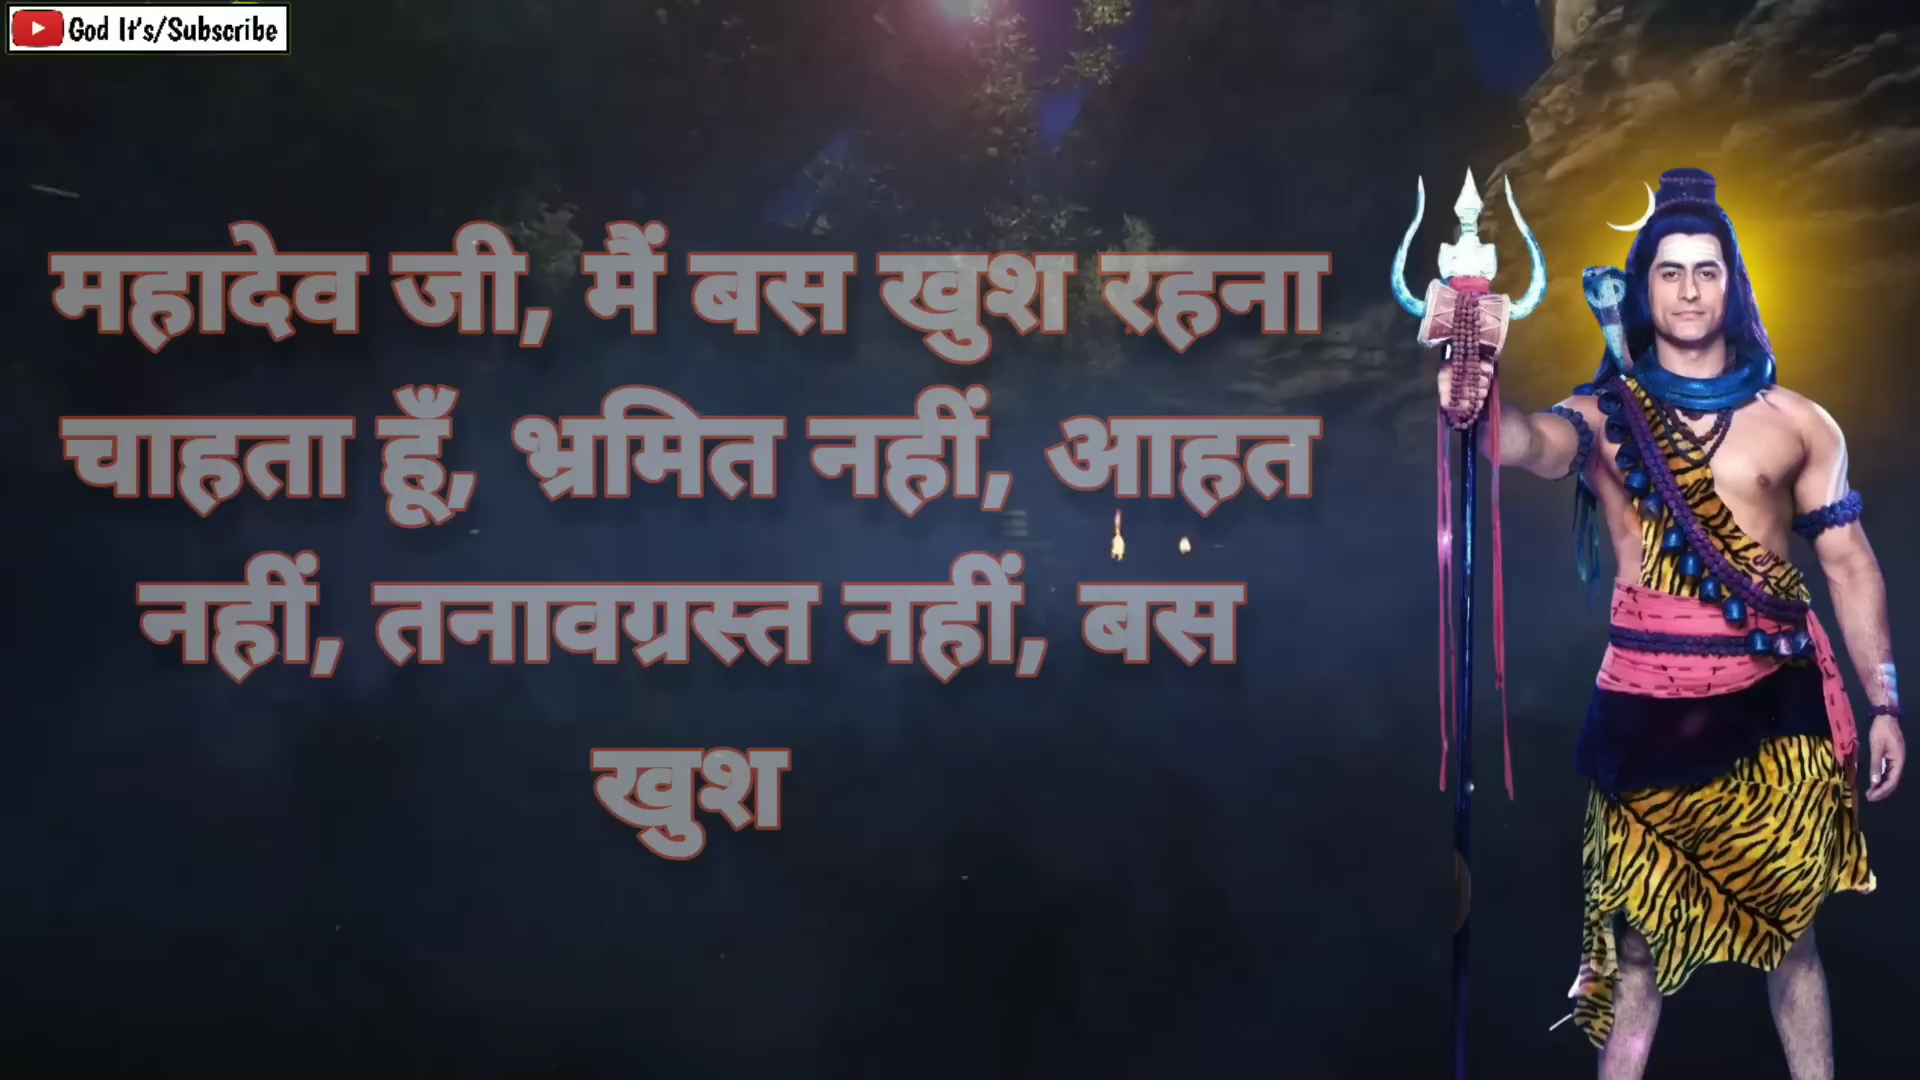 God It's/Subscribe
महादेव जी, मैं बस खुश रहना
चाहता हूँ, भ्रमित नहीं, आहत
नहीं, तनावग्रस्त नहीं, बस
खुश